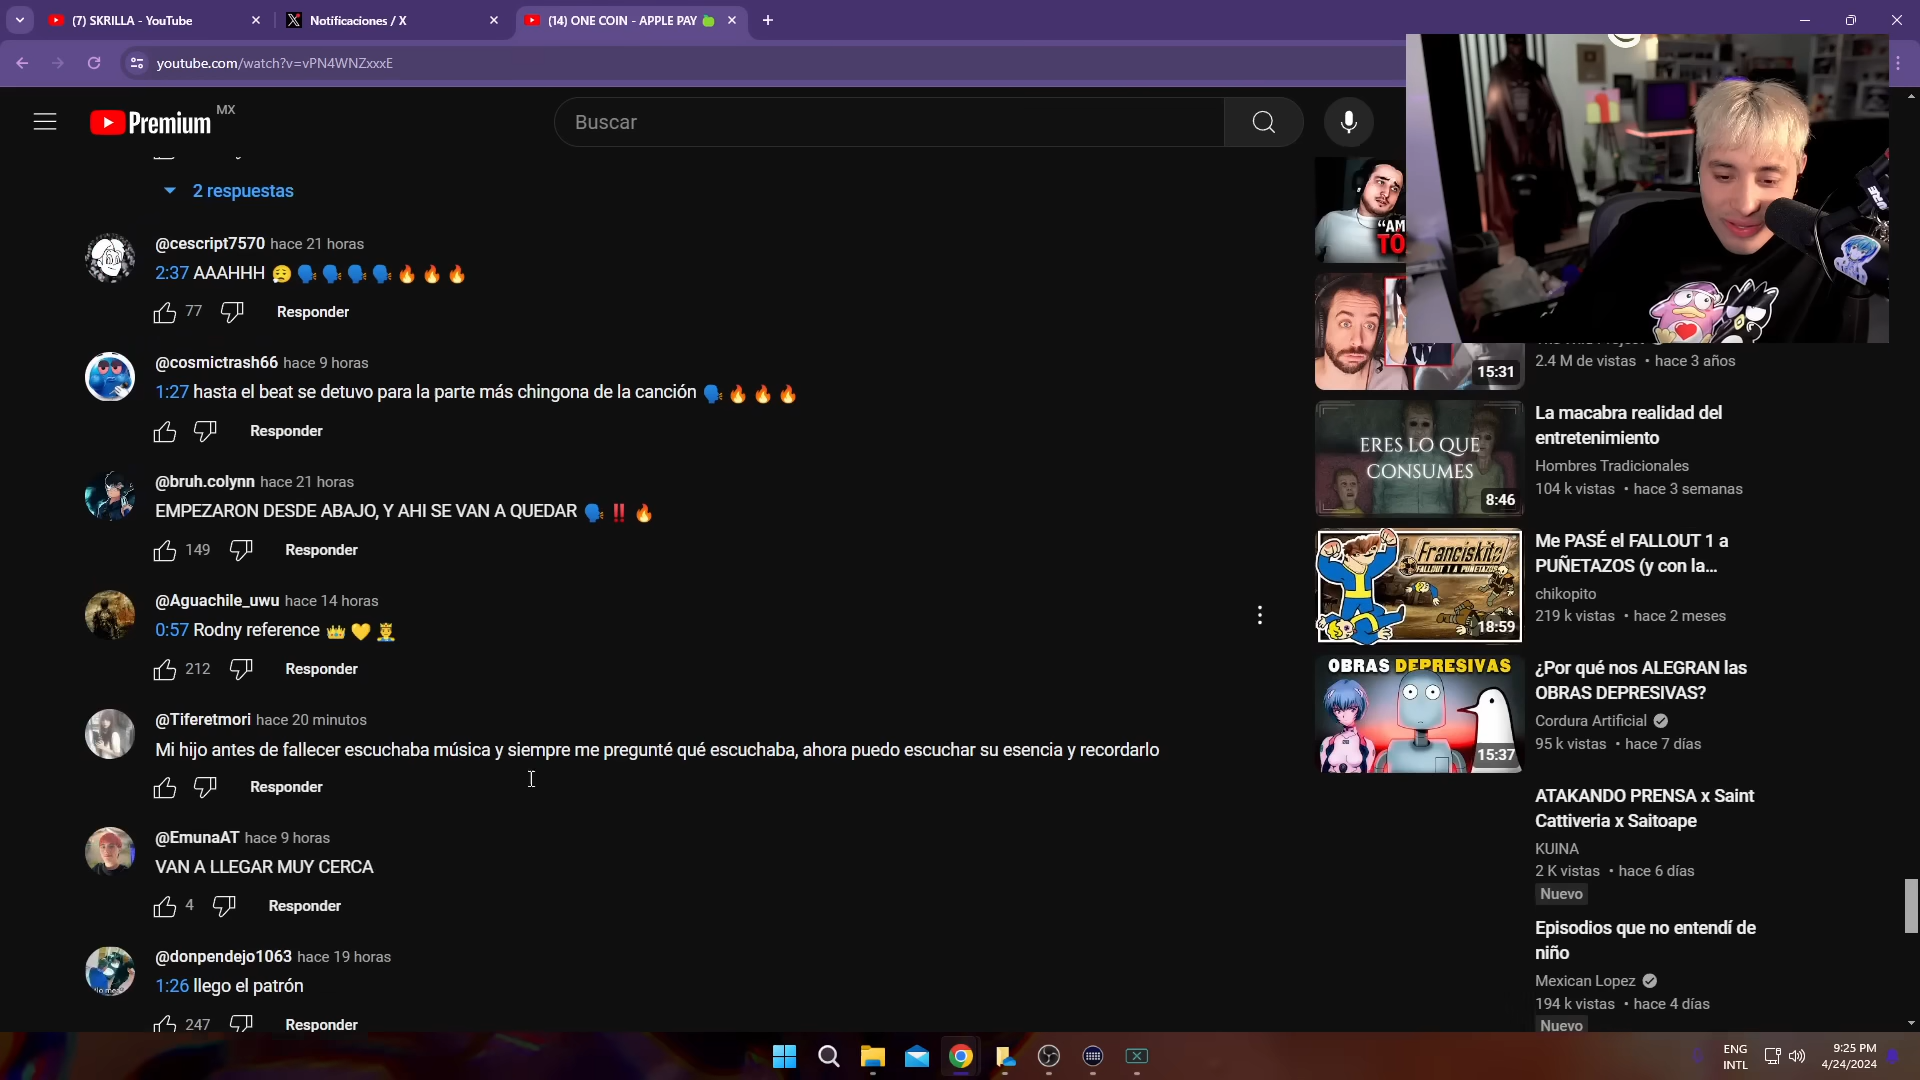 (7) SKRILLA - YouTube
Notificaciones / X
(14) ONE COIN - APPLE PAY 🍏
youtube.com/watch?v=vPN4WNZxxxE
Premium MX
Buscar
2 respuestas
@cescript7570 hace 21 horas
2:37 AAAHHH 😮‍💨🗣️🗣️🗣️🗣️🔥🔥🔥
77 Responder
@cosmictrash66 hace 9 horas
1:27 hasta el beat se detuvo para la parte más chingona de la canción 🗣️🔥🔥🔥
Responder
@bruh.colynn hace 21 horas
EMPEZARON DESDE ABAJO, Y AHI SE VAN A QUEDAR 🗣️‼️🔥
149 Responder
@Aguachile_uwu hace 14 horas
0:57 Rodny reference 👑💛🤴
212 Responder
@Tiferetmori hace 20 minutos
Mi hijo antes de fallecer escuchaba música y siempre me pregunté qué escuchaba, ahora puedo escuchar su esencia y recordarlo
Responder
@EmunaAT hace 9 horas
VAN A LLEGAR MUY CERCA
4 Responder
@donpendejo1063 hace 19 horas
1:26 llego el patrón
247 Responder
"AM
TO
15:31
2.4 M de vistas • hace 3 años
ERES LO QUE
CONSUMES
8:46
La macabra realidad del
entretenimiento
Hombres Tradicionales
104 k vistas • hace 3 semanas
Franciskito
FALLOUT 1 A PUÑETAZOS
18:59
Me PASÉ el FALLOUT 1 a
PUÑETAZOS (y con la...
chikopito
219 k vistas • hace 2 meses
OBRAS DEPRESIVAS
15:37
¿Por qué nos ALEGRAN las
OBRAS DEPRESIVAS?
Cordura Artificial
95 k vistas • hace 7 días
ATAKANDO PRENSA x Saint
Cattiveria x Saitoape
KUINA
2 K vistas • hace 6 días
Nuevo
Episodios que no entendí de
niño
Mexican Lopez
194 k vistas • hace 4 días
Nuevo
ENG
INTL
9:25 PM
4/24/2024